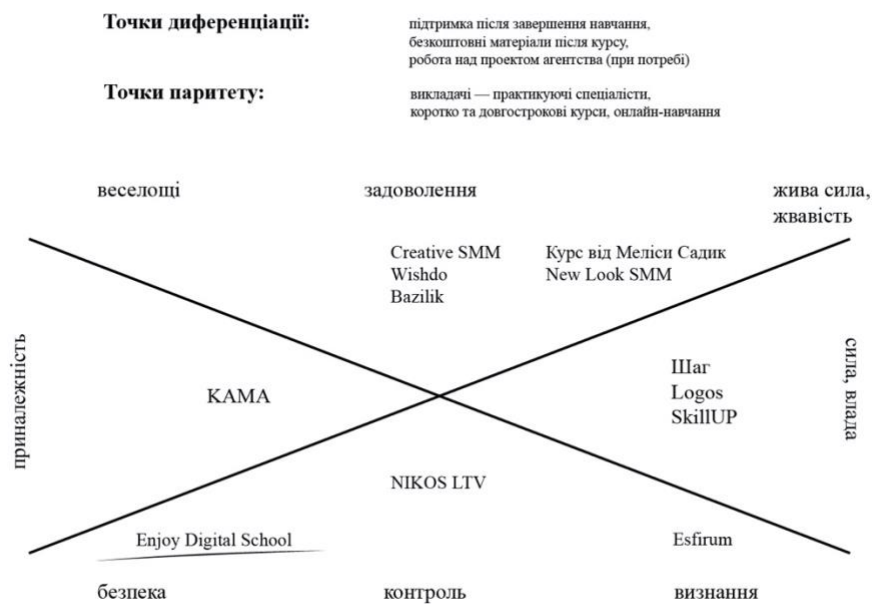 Точки диференціації:
підтримка після завершення навчання,
безкоштовні матеріали після курсу,
робота над проектом агентства (при потребі)
Точки паритету:
викладачі — практикуючі спеціалісти,
коротко та довгострокові курси, онлайн-навчання
веселощі
задоволення
жива сила,
жвавість
Creative SMM
Wishdo
Bazilik
Курс від Меліси Садик
New Look SMM
приналежність
KAMA
Шаг
Logos
SkillUP
сила, влада
NIKOS LTV
Enjoy Digital School
Esfirum
безпека
контроль
визнання